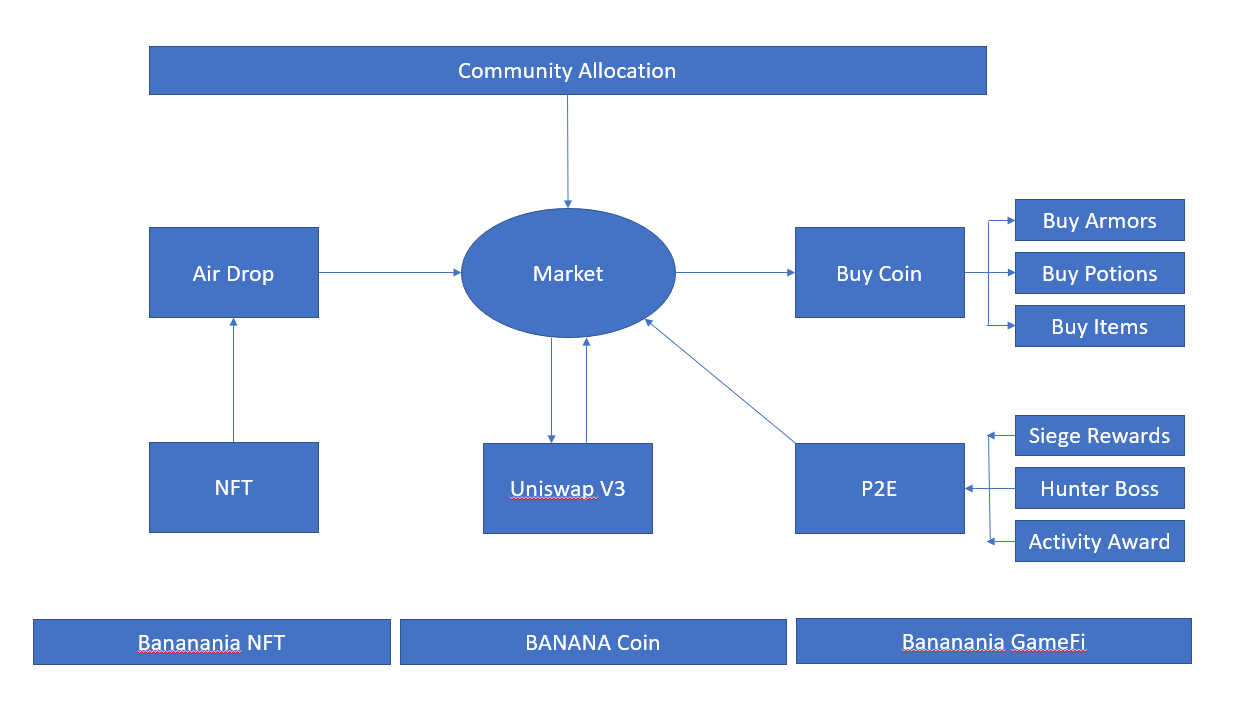 Community Allocation
Air Drop
Market
Buy Coin
Buy Armors
Buy Potions
Buy Items
NFT
Uniswap V3
P2E
Siege Rewards
Hunter Boss
Activity Award
Bananania NFT
BANANA Coin
Bananania GameFi